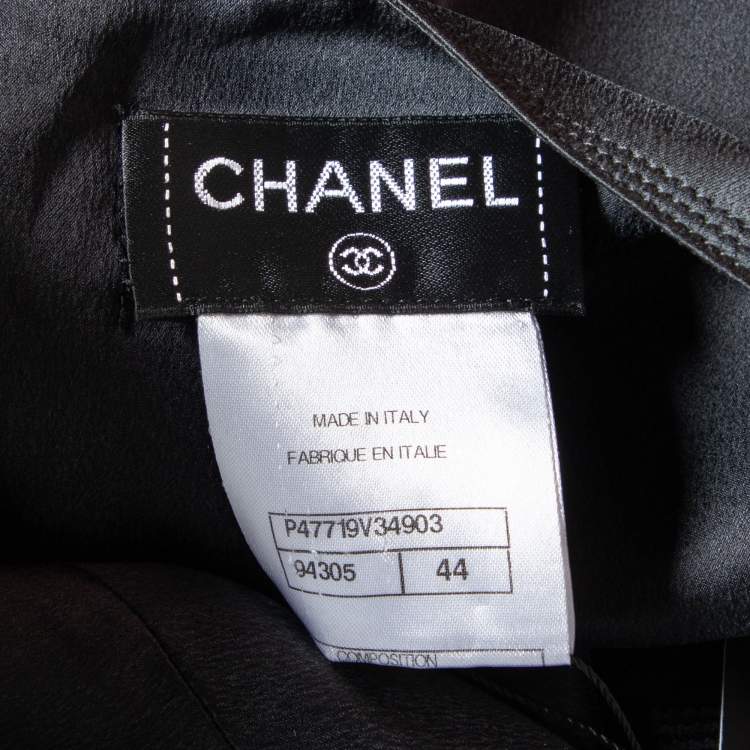 CHANEL
MADE IN ITALY
FABRIQUE EN ITALIE
P47719V34903
94305 44
COMPOSITION